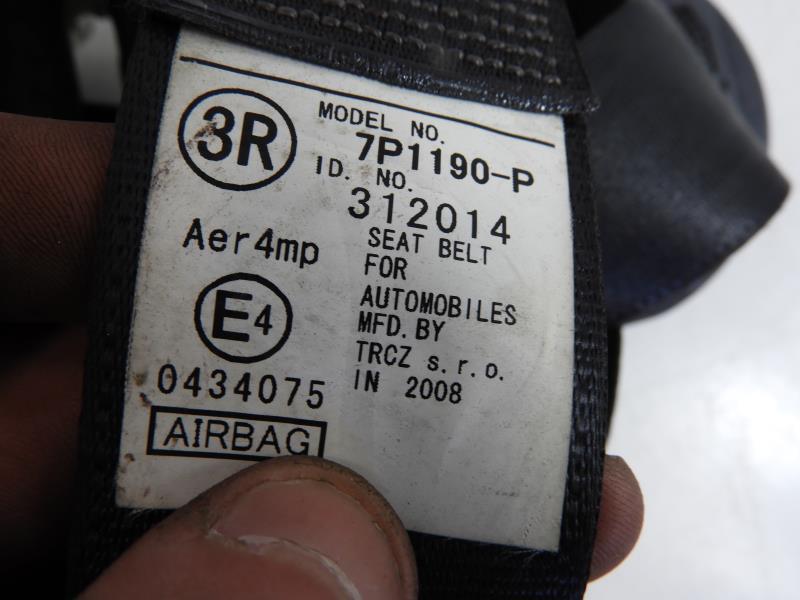 3R
MODEL NO.
7P1190-P
ID. NO.
312014
Aer4mp
SEAT BELT
FOR
AUTOMOBILES
MFD. BY
TRCZ s.r.o.
IN 2008
E4
0434075
AIRBAG